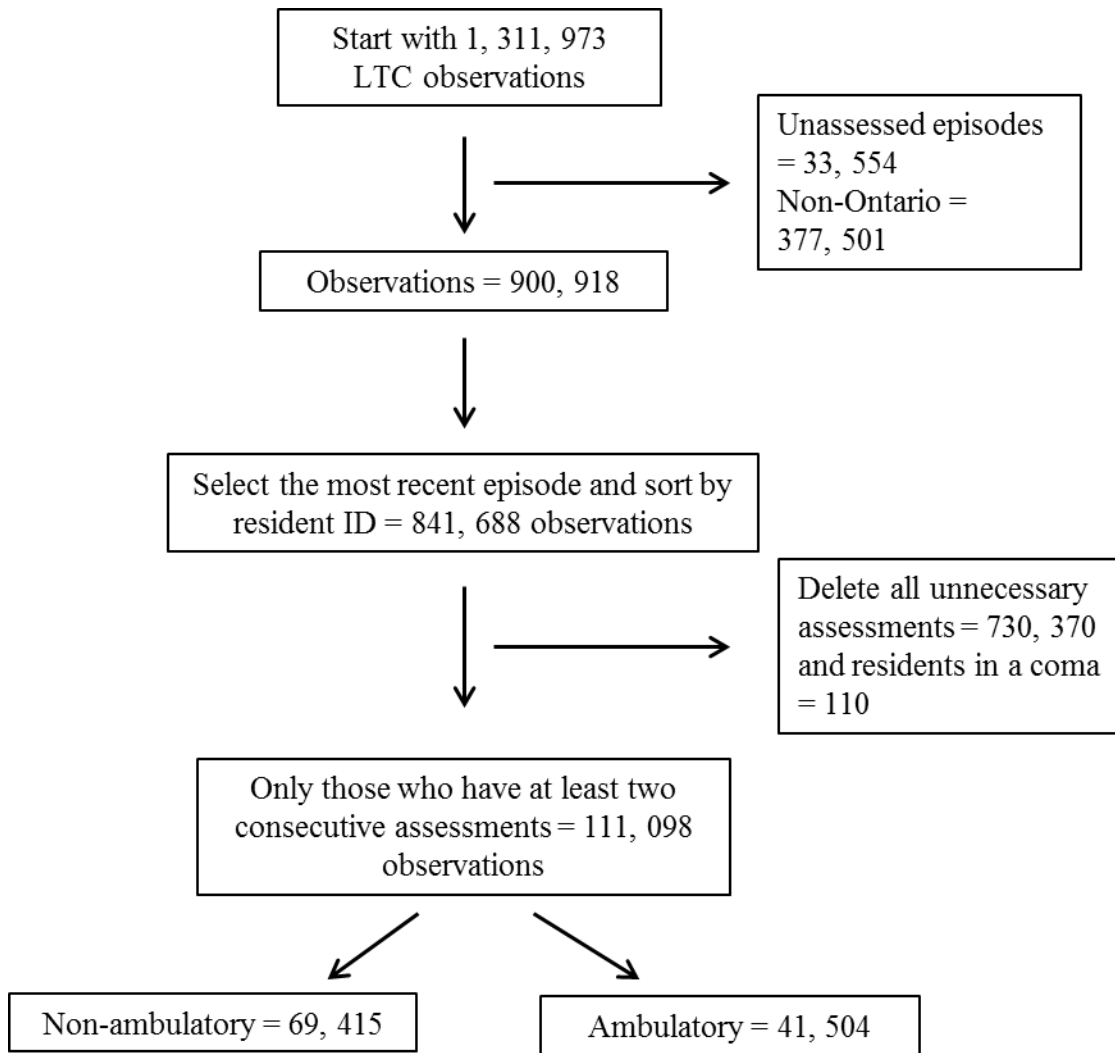 Start with 1, 311, 973
LTC observations
Unassessed episodes
= 33, 554
Non-Ontario =
377, 501
Observations = 900, 918
Select the most recent episode and sort by
resident ID = 841, 688 observations
Delete all unnecessary
assessments = 730, 370
and residents in a coma
= 110
Only those who have at least two
consecutive assessments = 111, 098
observations
Non-ambulatory = 69, 415
Ambulatory = 41, 504